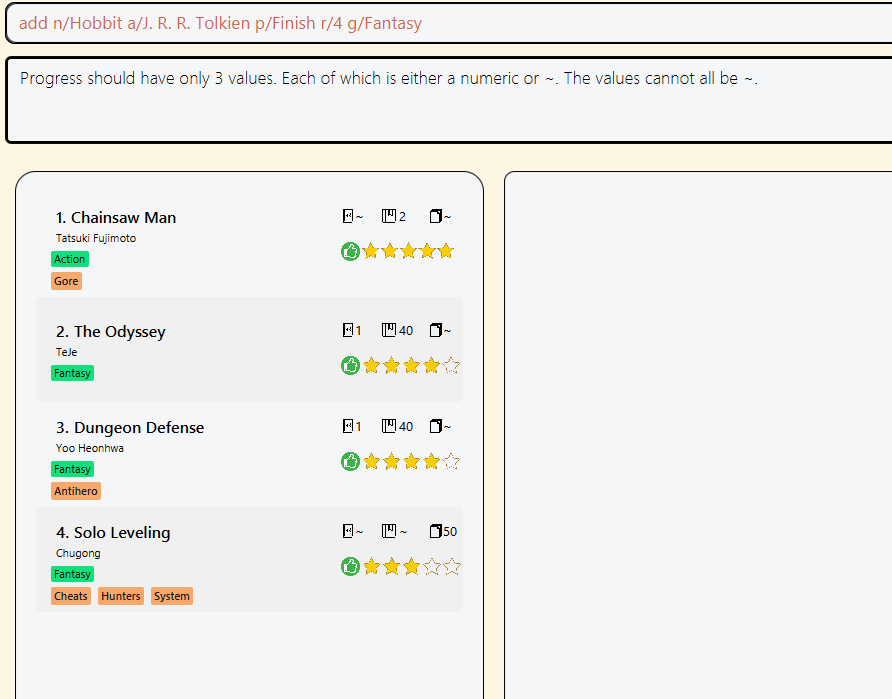 add n/Hobbit a/J. R. R. Tolkien p/Finish r/4 g/Fantasy
Progress should have only 3 values. Each of which is either a numeric or ~. The values cannot all be ~.
1. Chainsaw Man
~ 2 ~
Tatsuki Fujimoto
Action
Gore
2. The Odyssey
1 40 ~
TeJe
Fantasy
3. Dungeon Defense
1 40 ~
Yoo Heonhwa
Fantasy
Antihero
4. Solo Leveling
~ ~ 50
Chugong
Fantasy
Cheats Hunters System